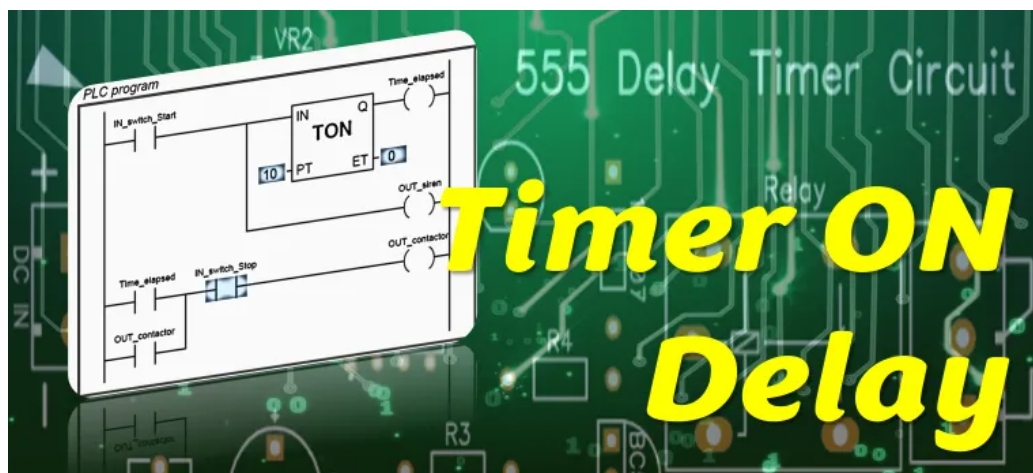 VR2
555 Delay Timer Circuit
PLC program
IN_switch_Start
Time_elapsed
IN
Q
TON
10
PT
ET
0
OUT_siren
OUT_contactor
Time_elapsed
IN_switch_Stop
OUT_contactor
Timer ON
Delay
Relay
DC IN
R4
R3